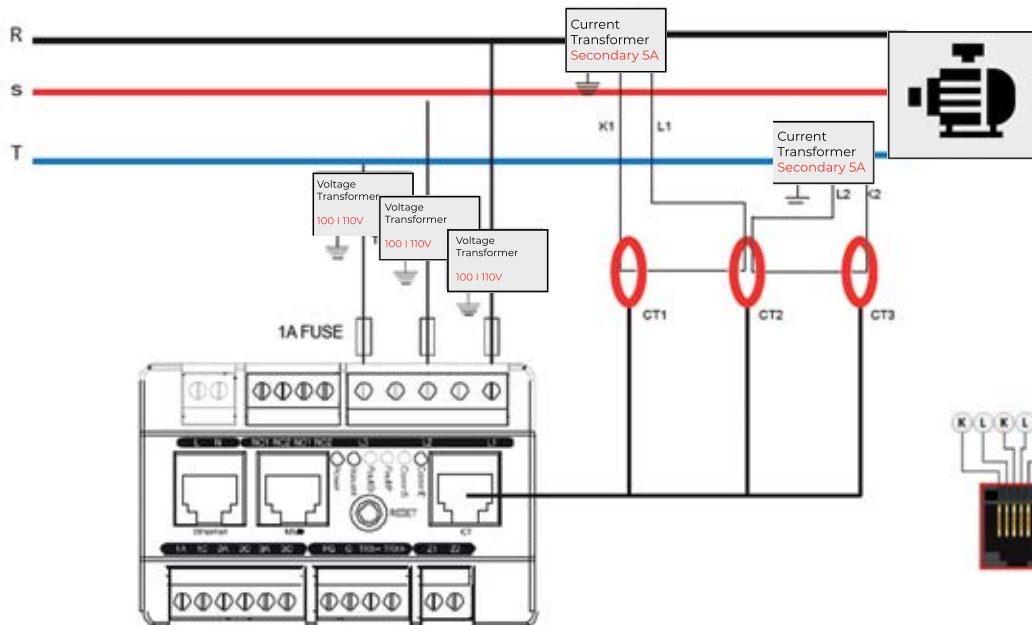 R
Current
Transformer
Secondary 5A
S
K1
L1
T
Current
Transformer
Secondary 5A
L2
K2
Voltage
Transformer
100 I 110V
T
Voltage
Transformer
100 I 110V
Voltage
Transformer
100 I 110V
CT1
CT2
CT3
1A FUSE
K L K L
L N NO1 NO2 NO1 NO2 L3 L2 L1
RESET
Ethernet
CT
1A 1C 2A 2C 3A 3C
Z1 Z2